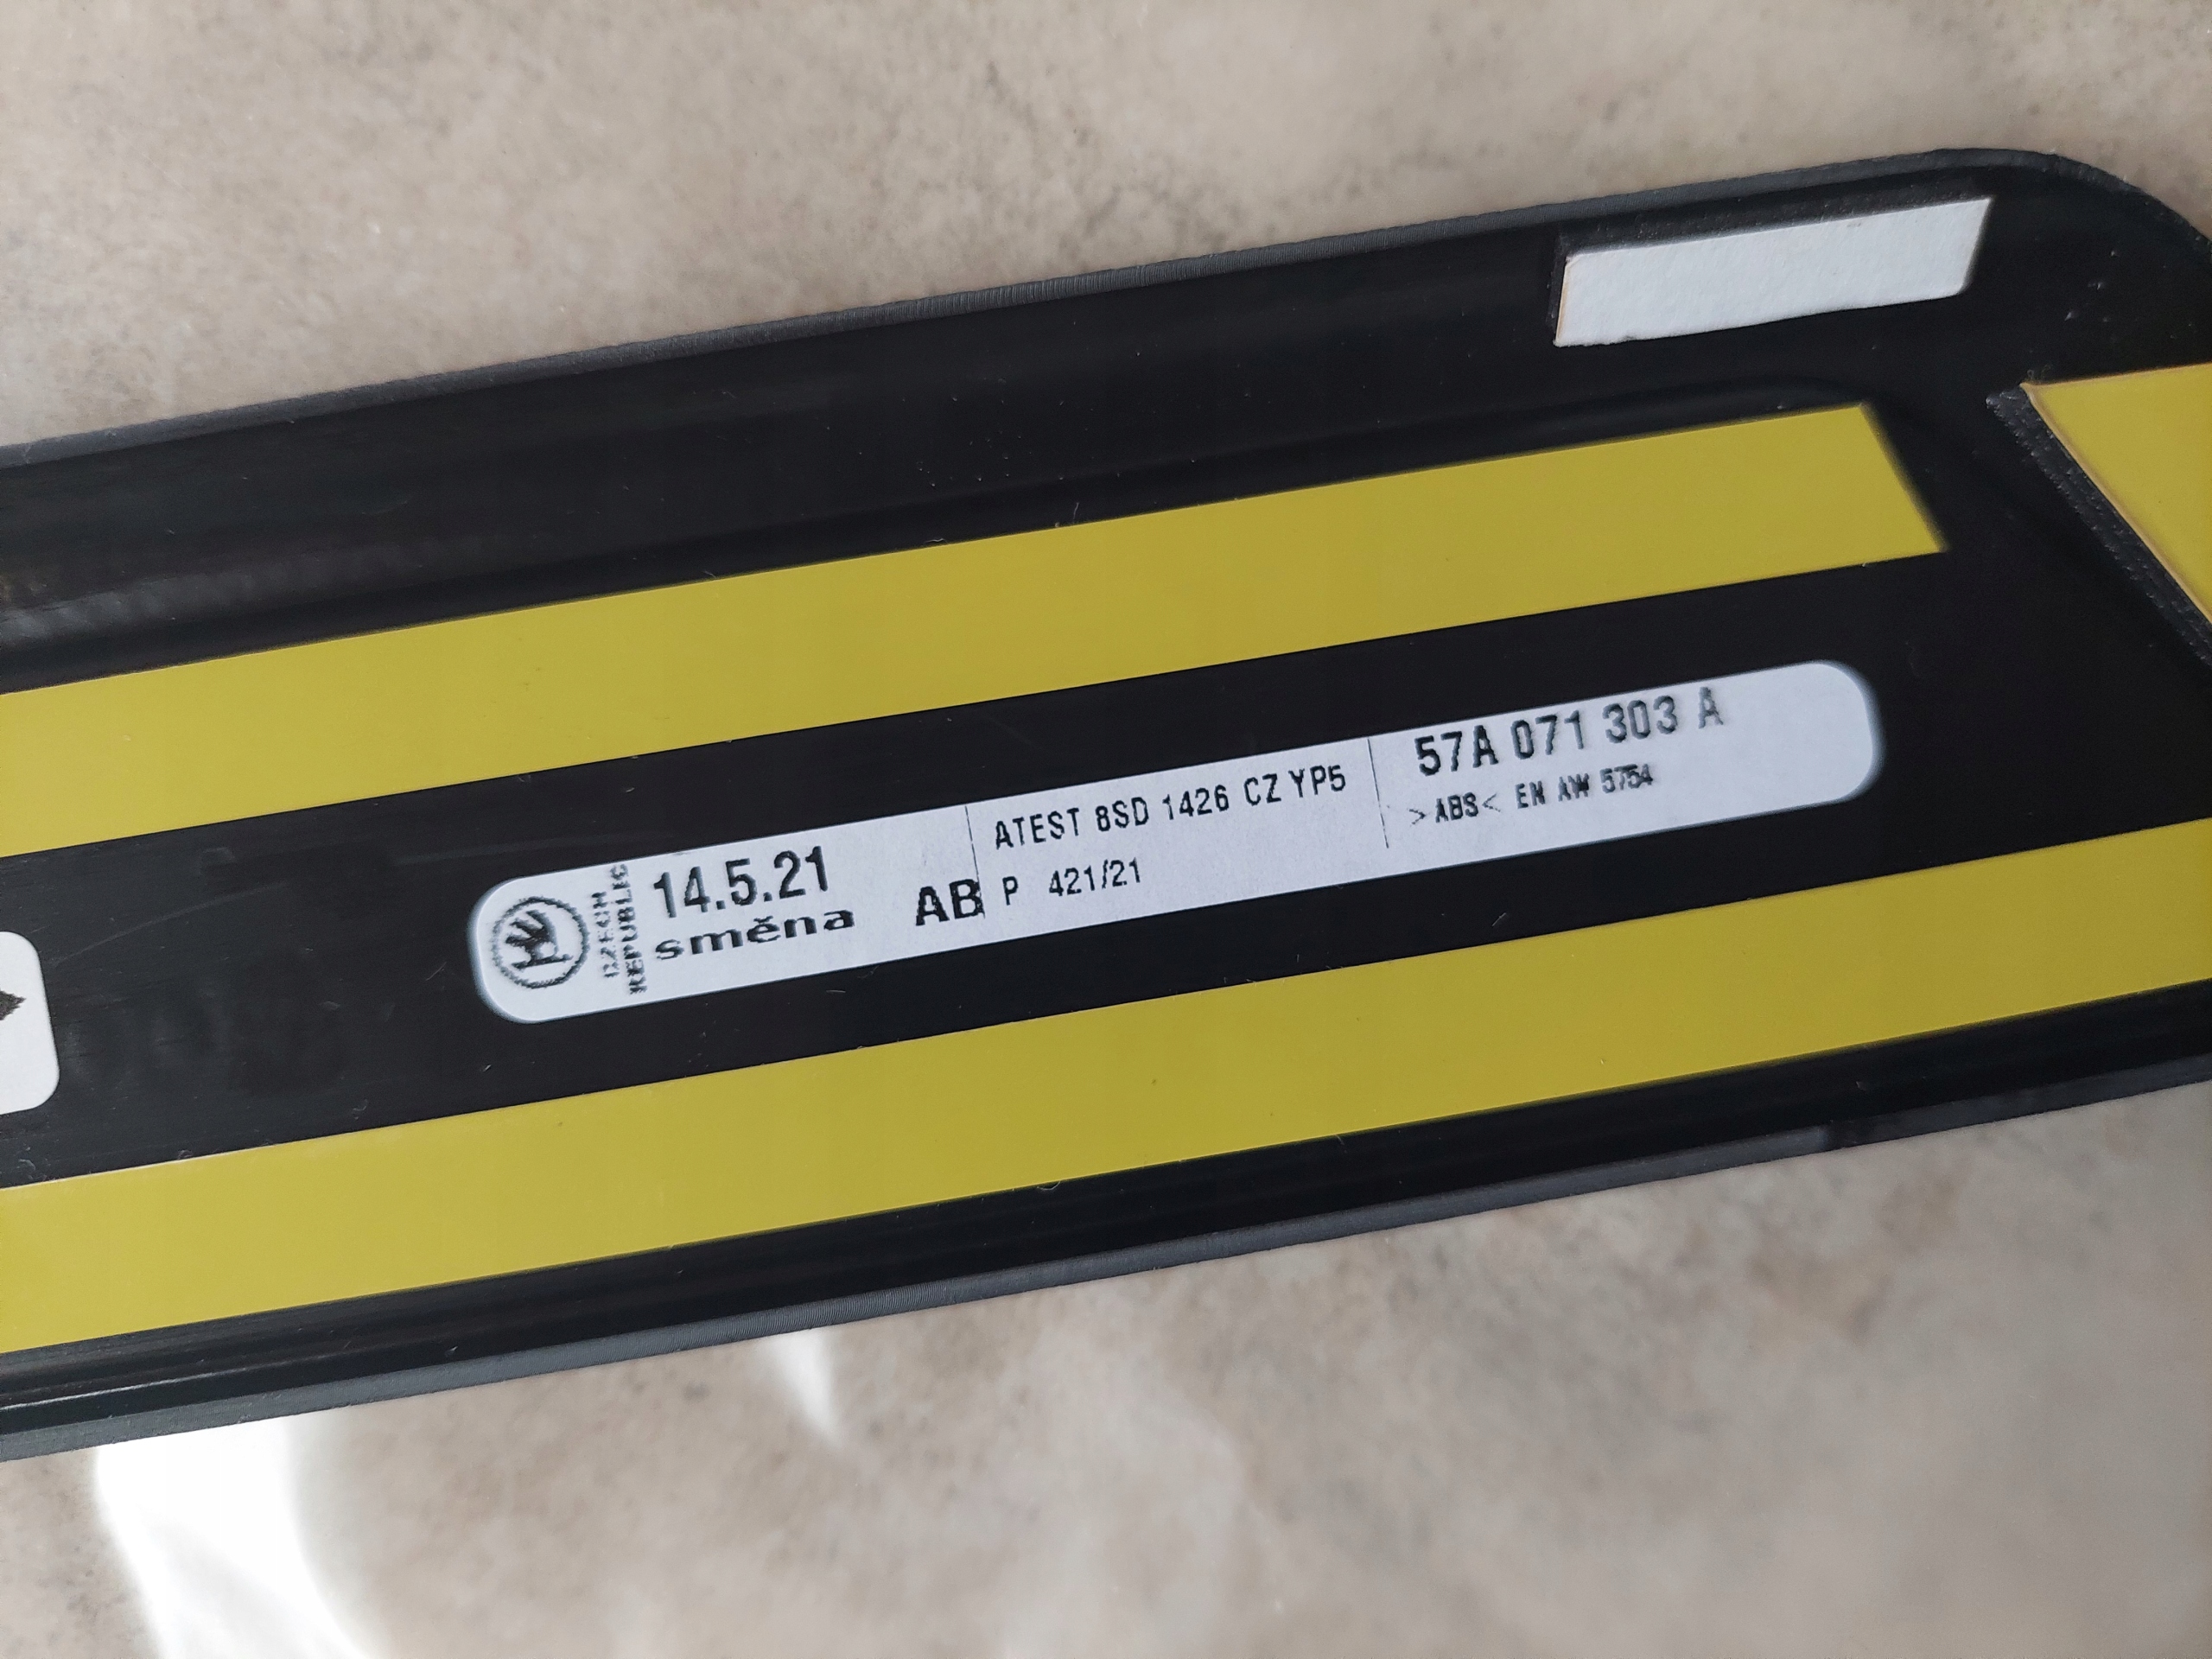 CZECH
REPUBLIC
14.5.21
směna AB
ATEST 8SD 1426 CZ YP5
P 421/21
57A 071 303 A
>ABS< EN AW 5754